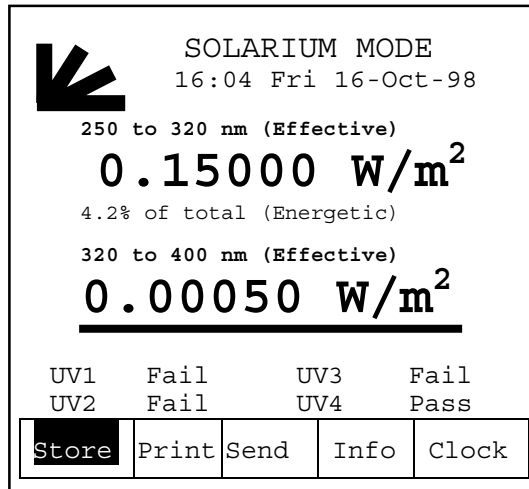 SOLARIUM MODE
16:04 Fri 16-Oct-98
250 to 320 nm (Effective)
0.15000 W/m²
4.2% of total (Energetic)
320 to 400 nm (Effective)
0.00050 W/m²
UV1 Fail UV3 Fail
UV2 Fail UV4 Pass
Store Print Send Info Clock